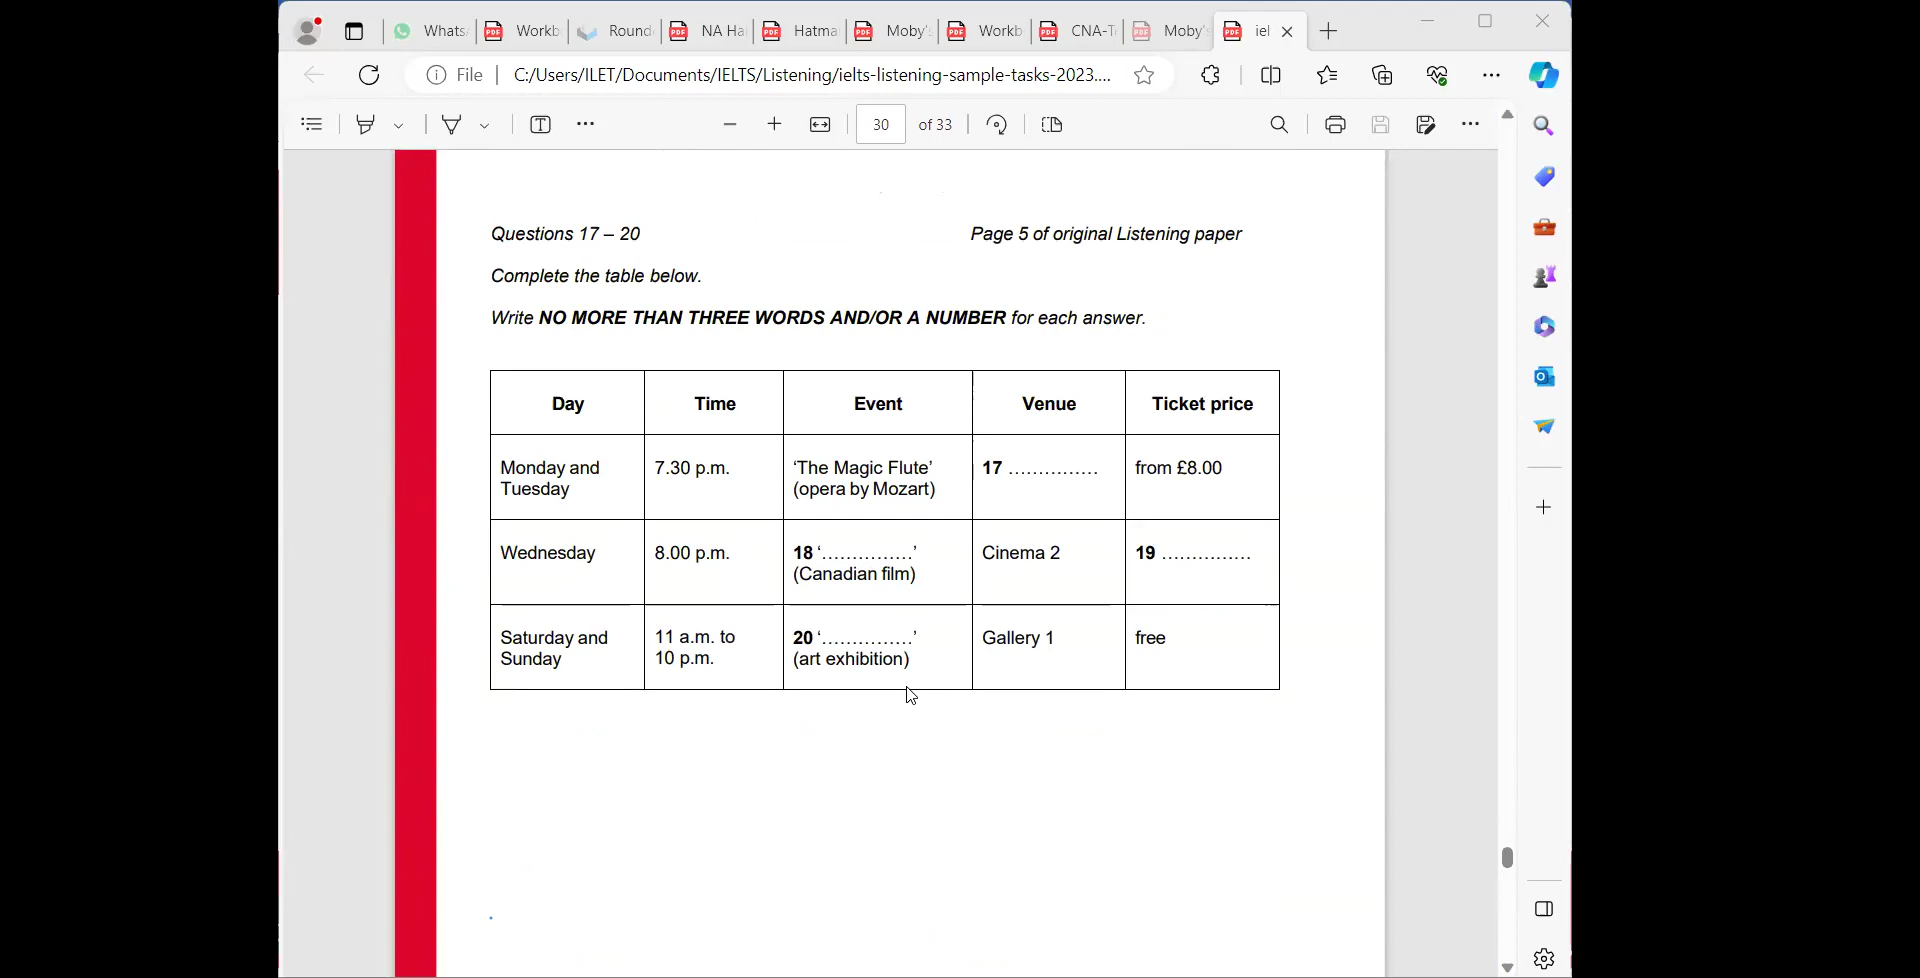 Whats
Workb
Round
NA Ha
Hatma
Moby's
Workb
CNA-T
Moby's
iel
File
C:/Users/ILET/Documents/IELTS/Listening/ielts-listening-sample-tasks-2023....
30 of 33
Questions 17 – 20 Page 5 of original Listening paper
Complete the table below.
Write NO MORE THAN THREE WORDS AND/OR A NUMBER for each answer.
Day Time Event Venue Ticket price
Monday and 7.30 p.m. ‘The Magic Flute’ 17 …………… from £8.00
Tuesday (opera by Mozart)
Wednesday 8.00 p.m. 18 ‘……………’ Cinema 2 19 ……………
(Canadian film)
Saturday and 11 a.m. to 20 ‘……………’ Gallery 1 free
Sunday 10 p.m. (art exhibition)